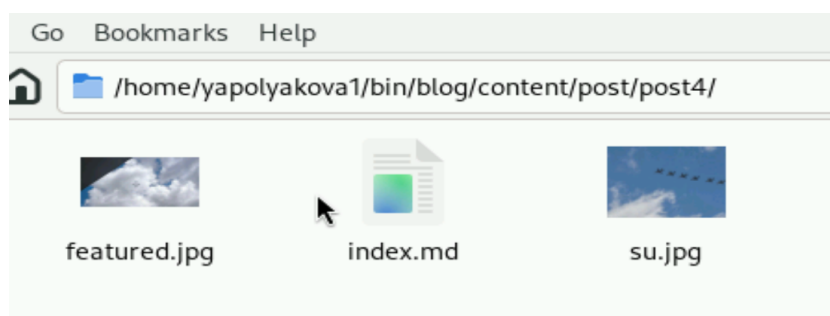 Go Bookmarks Help
/home/yapolyakova1/bin/blog/content/post/post4/
featured.jpg index.md su.jpg